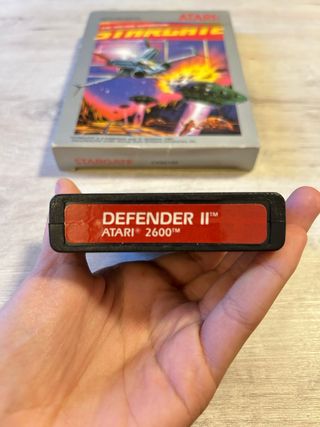 ATARI
STARGATE
STARGATE
DEFENDER II™
ATARI® 2600™